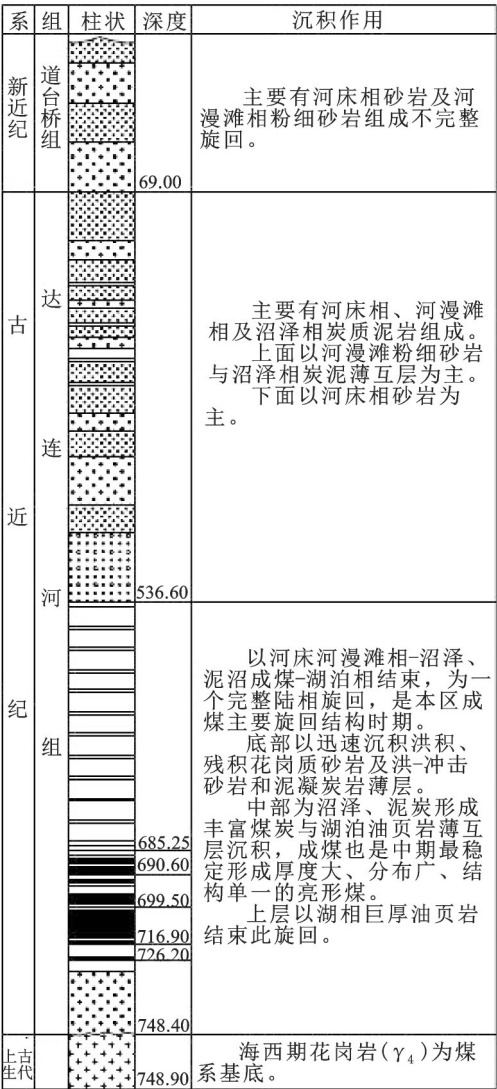 系 组 柱状 深度 沉积作用
新近纪
道台桥组
主要有河床相砂岩及河
漫滩相粉细砂岩组成不完整
旋回。
69.00
古近纪
达连河组
主要有河床相、河漫滩
相及沼泽相炭质泥岩组成。
上面以河漫滩粉细砂岩
与沼泽相炭泥薄互层为主。
下面以河床相砂岩为
主。
536.60
以河床河漫滩相-沼泽、
泥沼成煤-湖泊相结束，为一
个完整陆相旋回，是本区成
煤主要旋回结构时期。
底部以迅速沉积洪积、
残积花岗质砂岩及洪-冲击
砂岩和泥凝炭岩薄层。
中部为沼泽、泥炭形成
丰富煤炭与湖泊油页岩薄互
层沉积，成煤也是中期最稳
定形成厚度大、分布广、结
构单一的亮形煤。
上层以湖相巨厚油页岩
结束此旋回。
685.25
690.60
699.50
716.90
726.20
748.40
上古
生代
海西期花岗岩(γ4)为煤
系基底。
748.90